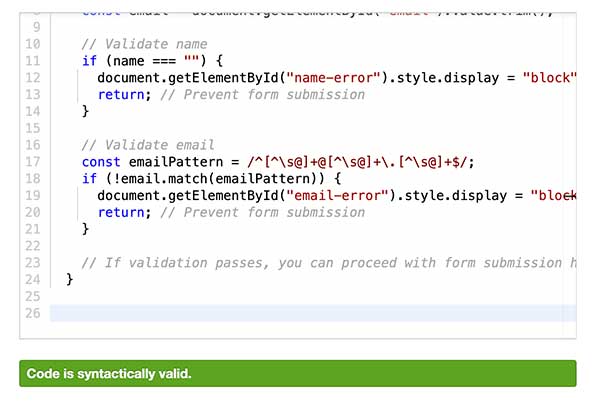 const email = document.getElementById("email").value.trim();
9
10 // Validate name
11 if (name === "") {
12 document.getElementById("name-error").style.display = "block"
13 return; // Prevent form submission
14 }
15
16 // Validate email
17 const emailPattern = /^[^\s@]+@[^\s@]+\.[^\s@]+$/;
18 if (!email.match(emailPattern)) {
19 document.getElementById("email-error").style.display = "block
20 return; // Prevent form submission
21 }
22
23 // If validation passes, you can proceed with form submission h
24 }
25
26
Code is syntactically valid.